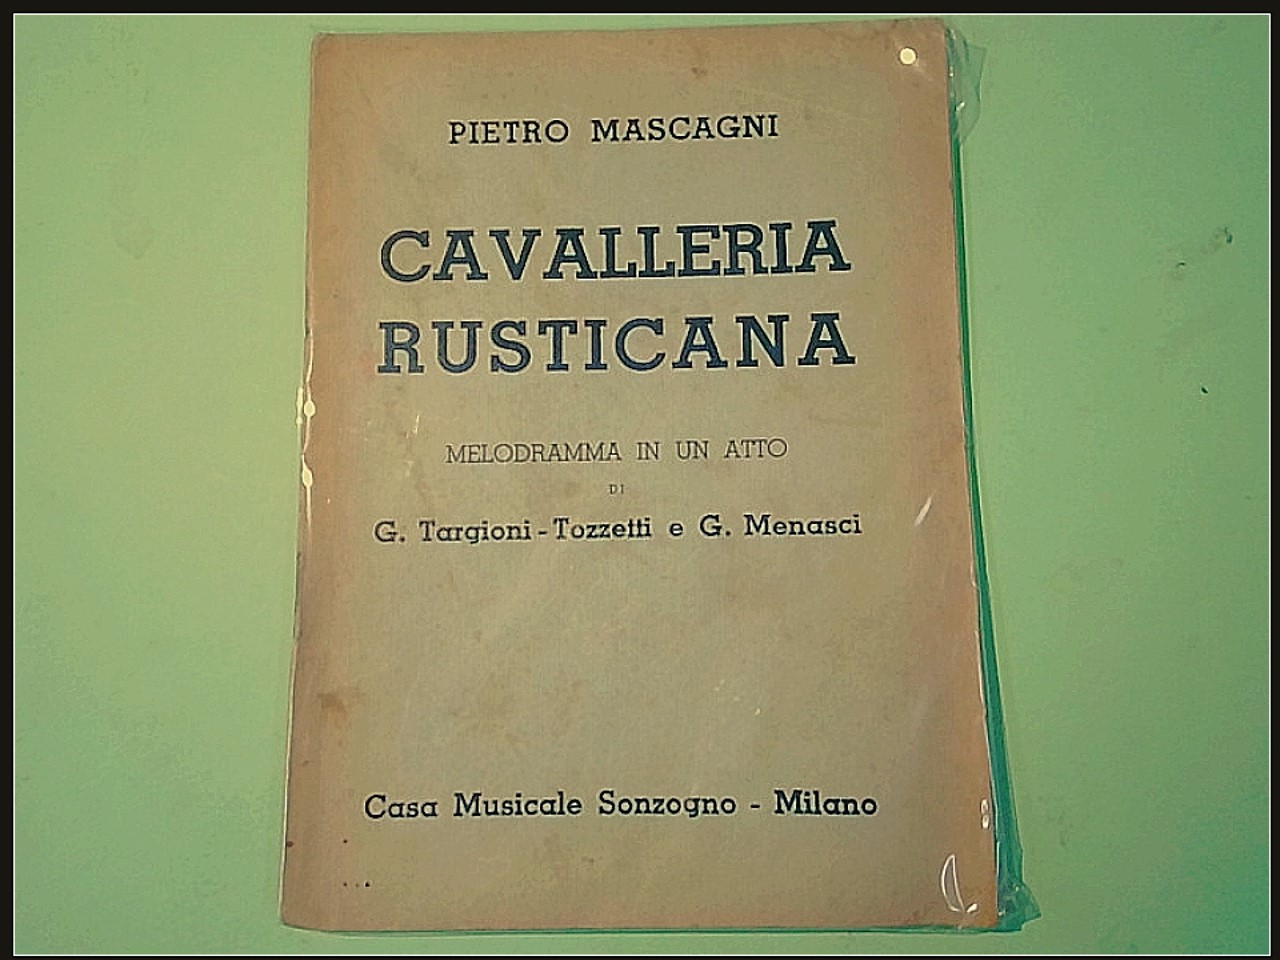 PIETRO MASCAGNI
CAVALLERIA
RUSTICANA
MELODRAMMA IN UN ATTO
DI
G. Targioni-Tozzetti e G. Menasci
Casa Musicale Sonzogno - Milano